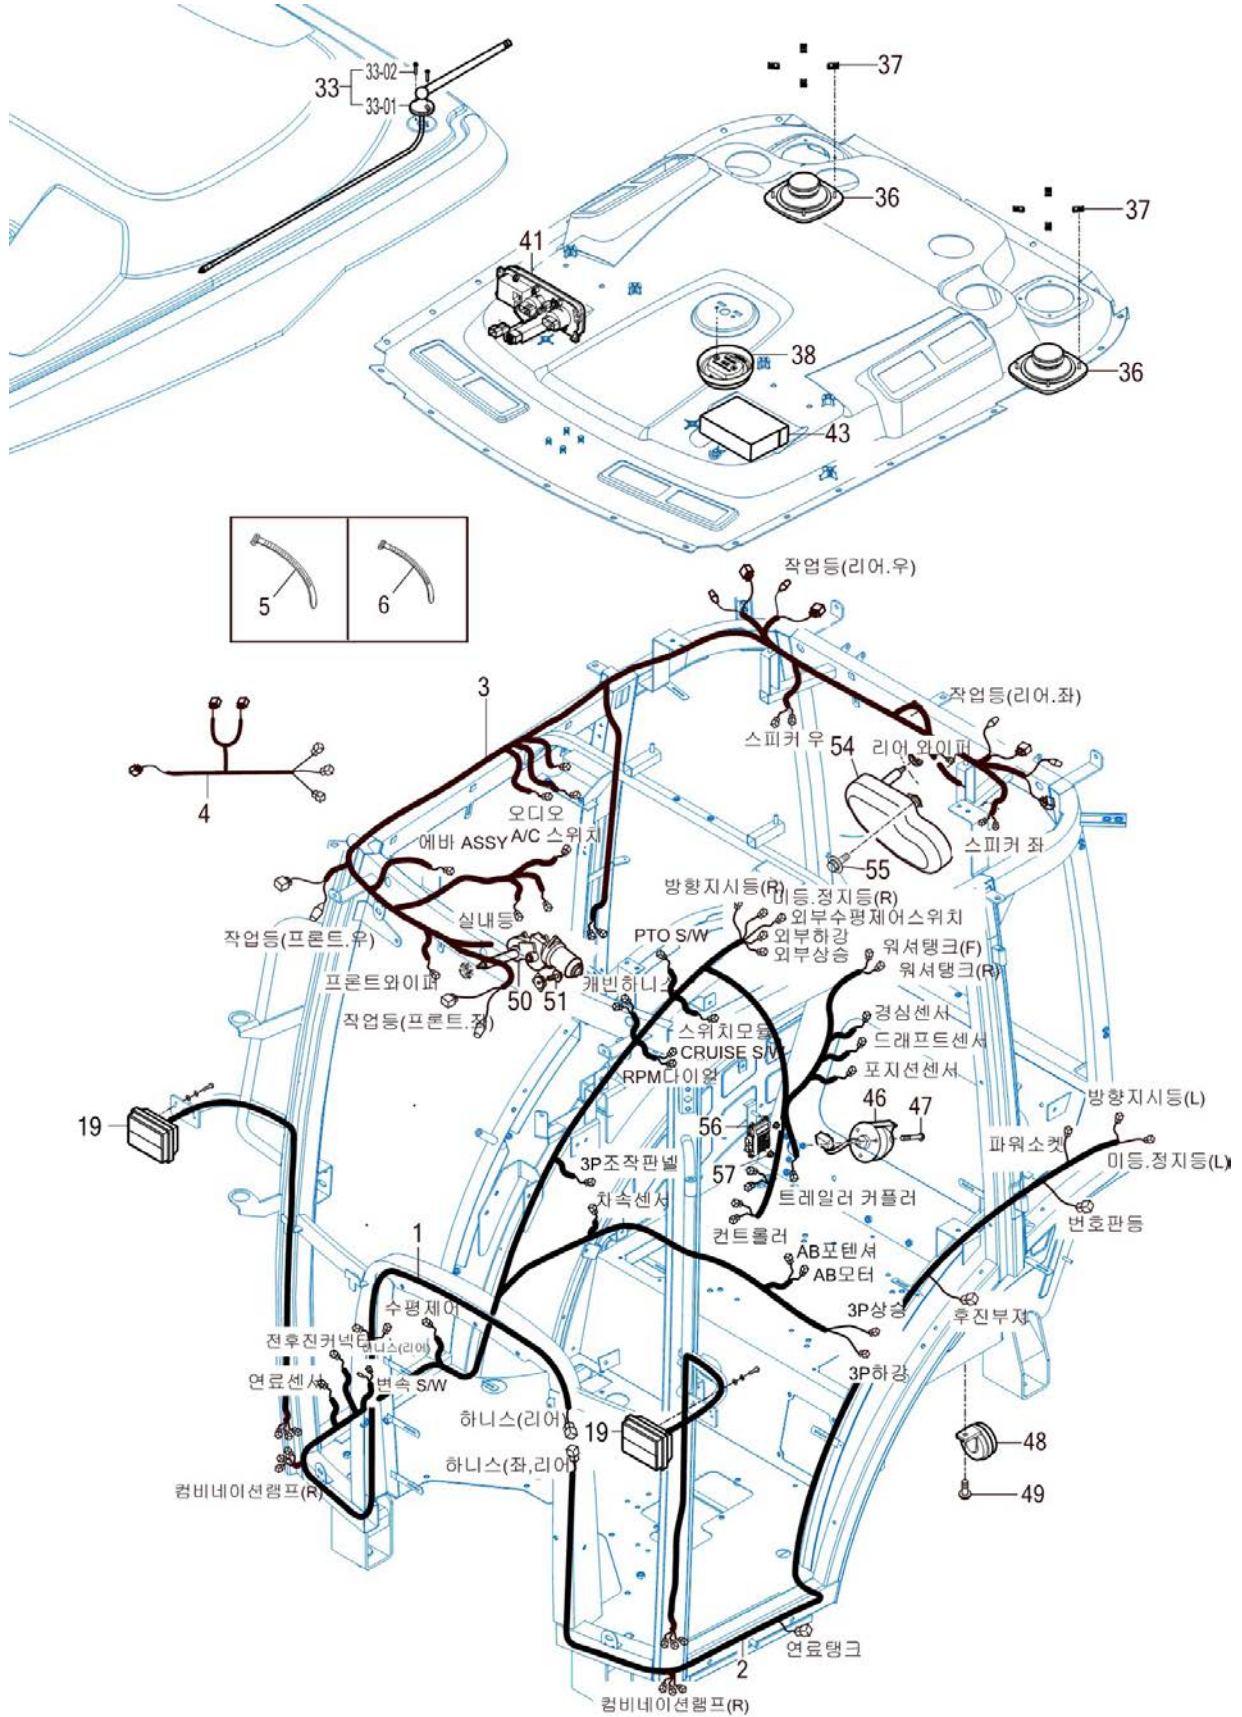 33
33-02
33-01
37
36
37
36
41
38
43
5
6
작업등(리어.우)
3
작업등(리어.좌)
스피커 우
54
리어 와이퍼
4
오디오
A/C 스위치
에바 ASSY
스피커 좌
55
방향지시등(R)
미등.정지등(R)
외부수평제어스위치
외부하강
외부상승
실내등
PTO S/W
워셔탱크(F)
워셔탱크(R)
작업등(프론트.우)
프론트와이퍼
50
51
캐빈하니스
작업등(프론트.좌)
스위치모듈
CRUISE S/W
RPM다이얼
경심센서
드래프트센서
포지션센서
19
56
46
47
방향지시등(L)
파워소켓
미등.정지등(L)
3P조작판넬
57
트레일러 커플러
차속센서
컨트롤러
번호판등
1
AB포텐셔
AB모터
수평제어
3P상승
후진부저
전후진커넥터
하니스(리어)
연료센서
변속 S/W
3P하강
하니스(리어)
19
48
하니스(좌,리어)
49
컴비네이션램프(R)
2
연료탱크
컴비네이션램프(R)